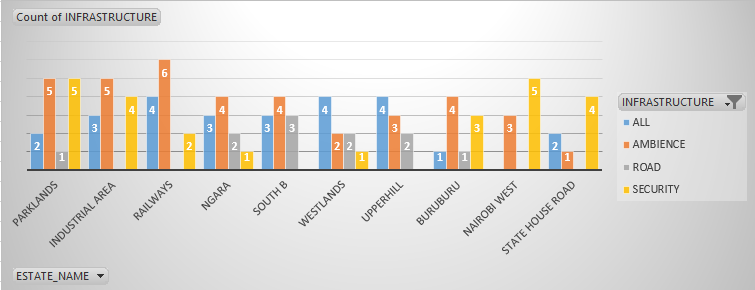 Count of INFRASTRUCTURE
2 5 1 5
3 5 4
4 6 2
3 4 2 1
3 4 3
4 2 2 1
4 3 2
1 4 1 3
3 5
2 1 4
PARKLANDS
INDUSTRIAL AREA
RAILWAYS
NGARA
SOUTH B
WESTLANDS
UPPERHILL
BURUBURU
NAIROBI WEST
STATE HOUSE ROAD
INFRASTRUCTURE
ALL
AMBIENCE
ROAD
SECURITY
ESTATE_NAME